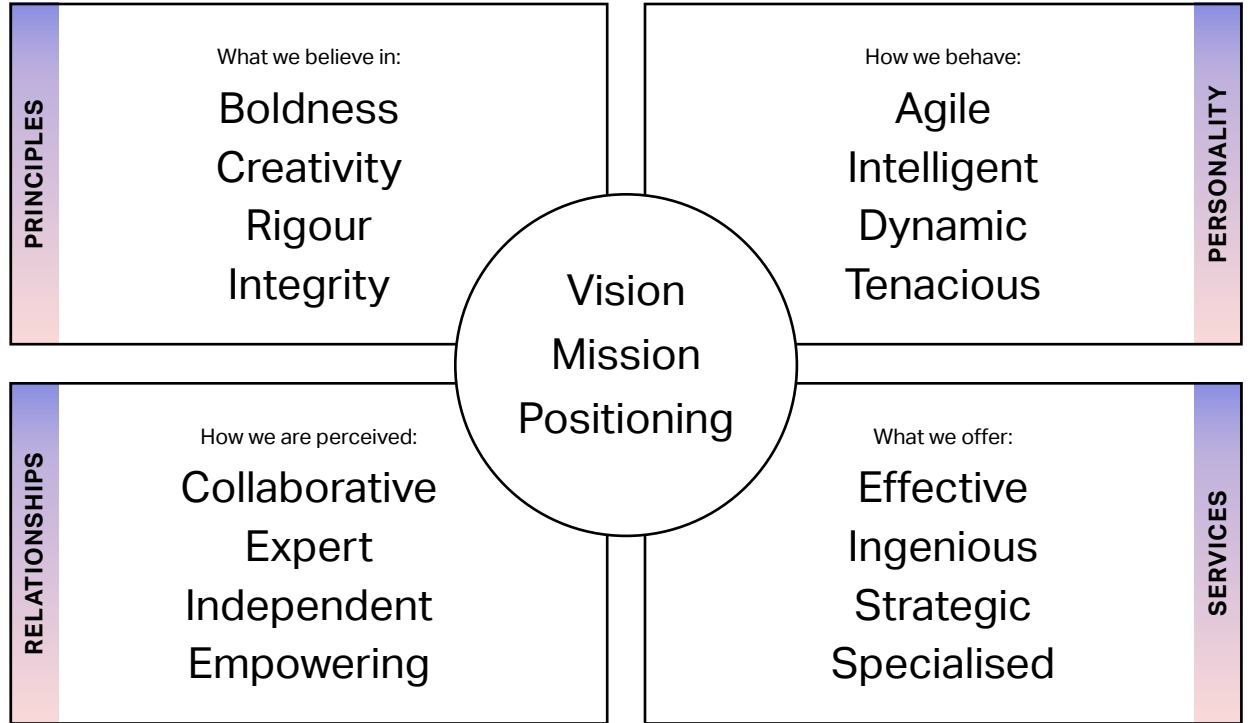 PRINCIPLES
What we believe in:
Boldness
Creativity
Rigour
Integrity
How we behave:
Agile
Intelligent
Dynamic
Tenacious
PERSONALITY
Vision
Mission
Positioning
RELATIONSHIPS
How we are perceived:
Collaborative
Expert
Independent
Empowering
What we offer:
Effective
Ingenious
Strategic
Specialised
SERVICES